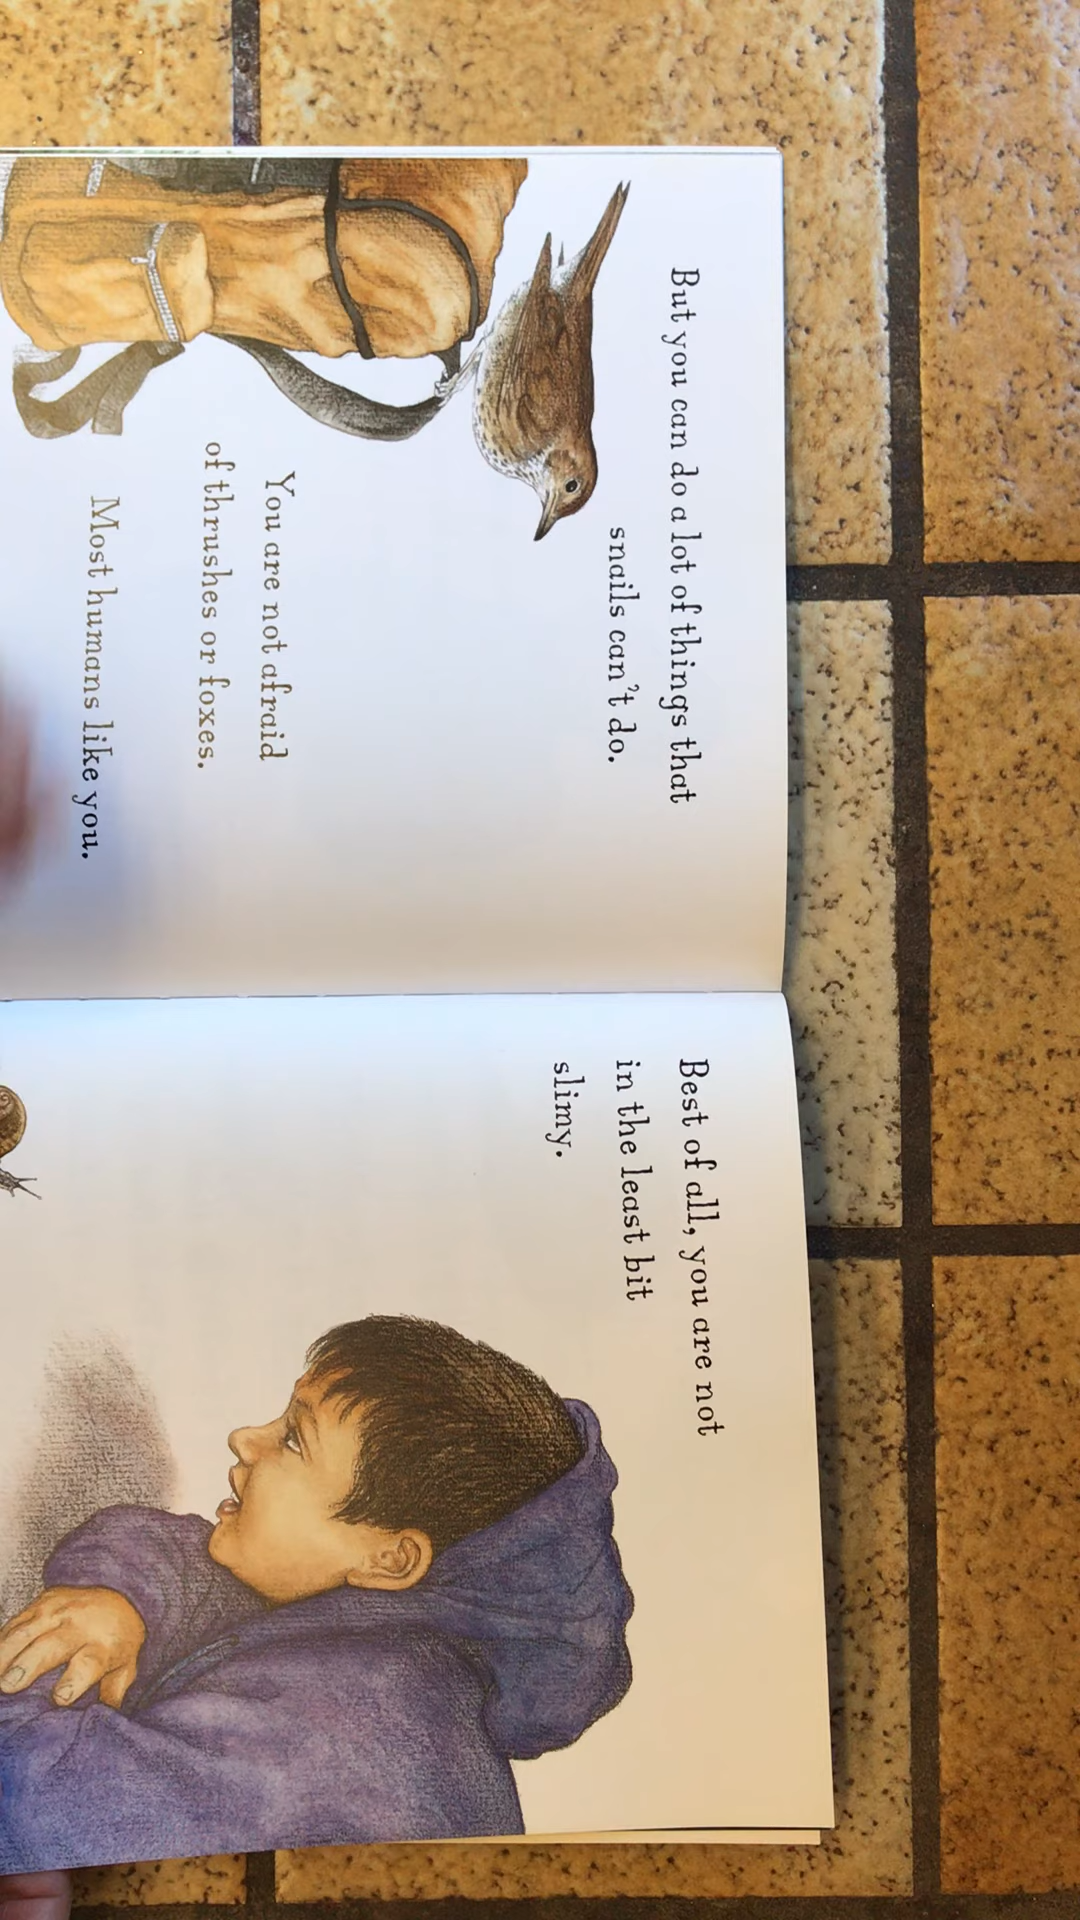 But you can do a lot of things that
snails can't do.
You are not afraid
of thrushes or foxes.
Most humans like you.
Best of all, you are not
in the least bit
slimy.